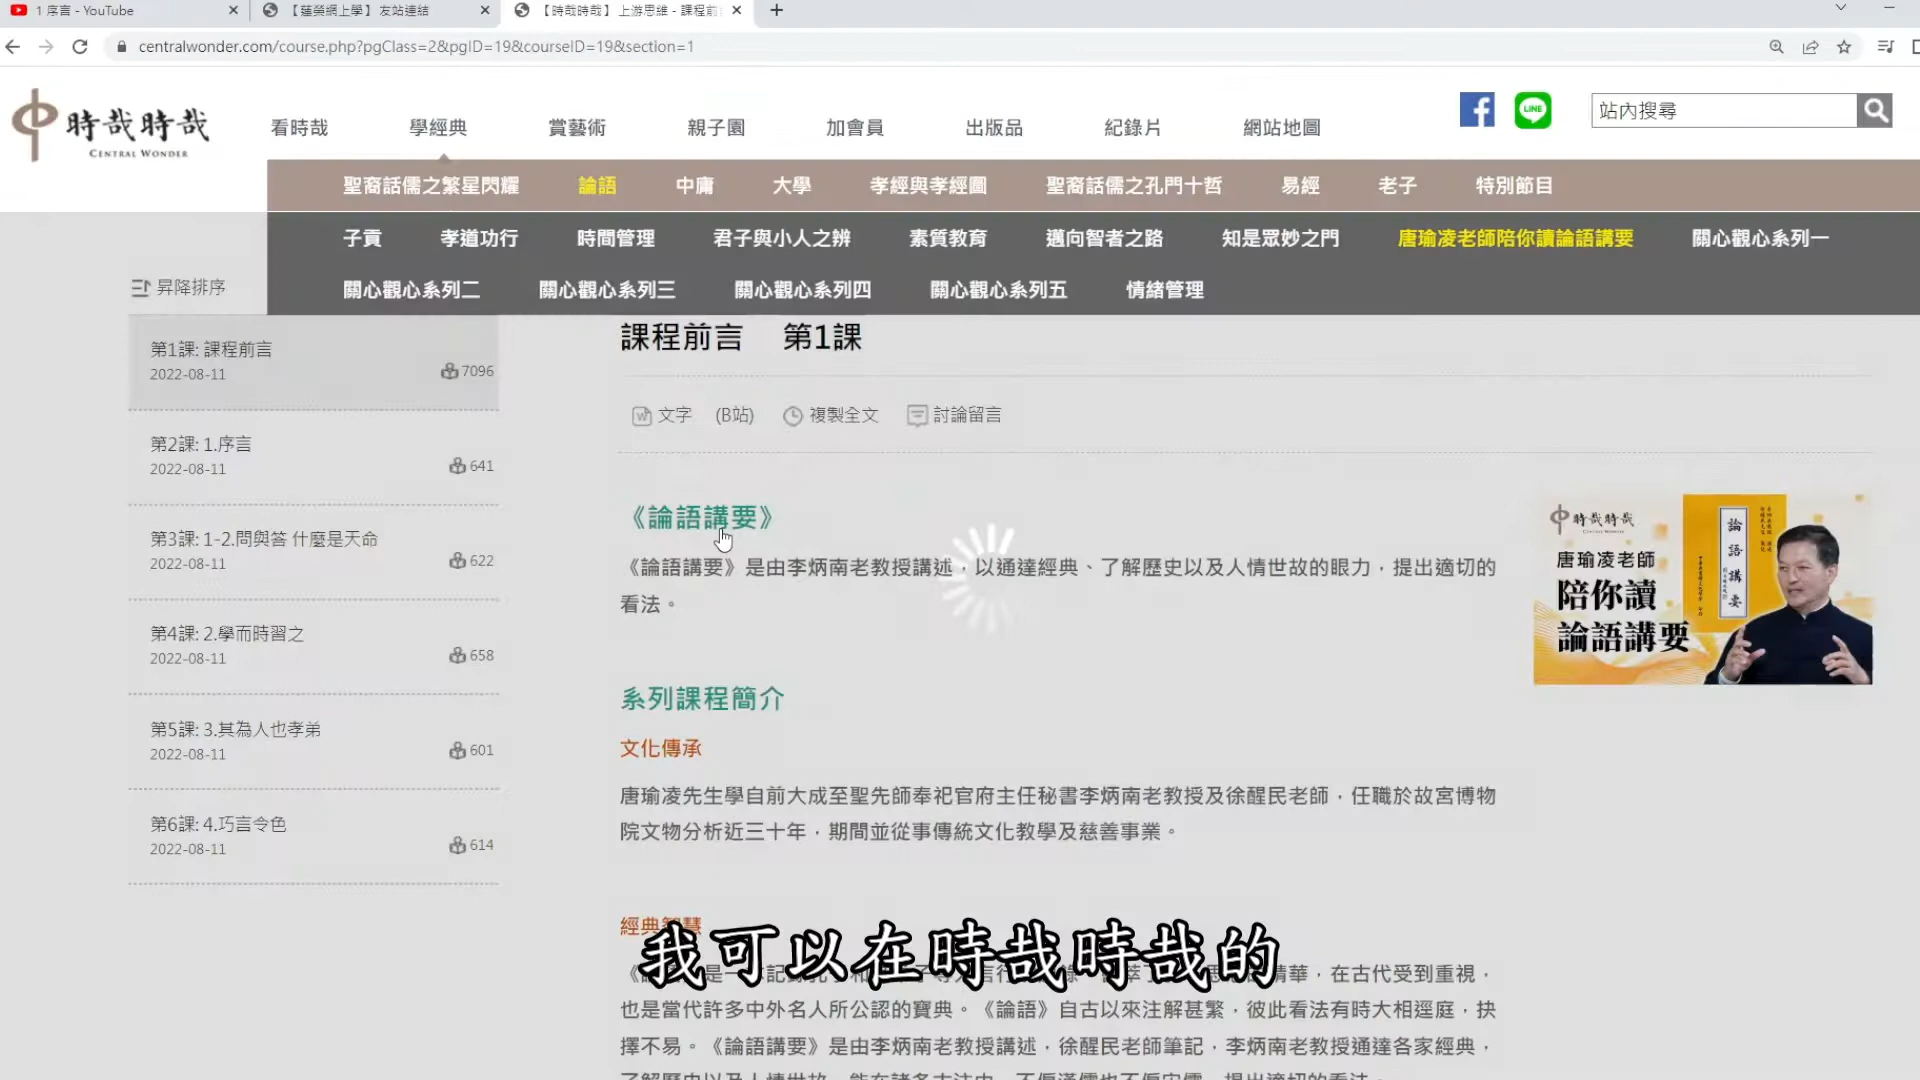 1 序言 - YouTube
【蓮榮網上學】 友站連結
【時哉時哉】 上游思維 - 課程前
centralwonder.com/course.php?pgClass=2&pgID=19&courseID=19&section=1
時哉時哉
CENTRAL WONDER
看時哉 學經典 賞藝術 親子園 加會員 出版品 紀錄片 網站地圖
LINE
站內搜尋
聖裔話儒之繁星閃耀 論語 中庸 大學 孝經與孝經圖 聖裔話儒之孔門十哲 易經 老子 特別節目
子貢 孝道功行 時間管理 君子與小人之辨 素質教育 邁向智者之路 知是眾妙之門 唐瑜凌老師陪你讀論語講要 關心觀心系列一
關心觀心系列二 關心觀心系列三 關心觀心系列四 關心觀心系列五 情緒管理
昇降排序
第1課: 課程前言
2022-08-11 7096
第2課: 1.序言
2022-08-11 641
第3課: 1-2.問與答 什麼是天命
2022-08-11 622
第4課: 2.學而時習之
2022-08-11 658
第5課: 3.其為人也孝弟
2022-08-11 601
第6課: 4.巧言令色
2022-08-11 614
課程前言 第1課
文字 (B站) 複製全文 討論留言
《論語講要》
《論語講要》是由李炳南老教授講述，以通達經典、了解歷史以及人情世故的眼力，提出適切的
看法。
系列課程簡介
文化傳承
唐瑜凌先生學自前大成至聖先師奉祀官府主任秘書李炳南老教授及徐醒民老師，任職於故宮博物
院文物分析近三十年，期間並從事傳統文化教學及慈善事業。
時哉時哉
唐瑜凌老師
陪你讀
論語講要
論語講要
我可以在時哉時哉的
精華，在古代受到重視，
也是當代許多中外名人所公認的寶典。《論語》自古以來注解甚繁，彼此看法有時大相逕庭，抉
擇不易。《論語講要》是由李炳南老教授講述，徐醒民老師筆記，李炳南老教授通達各家經典，